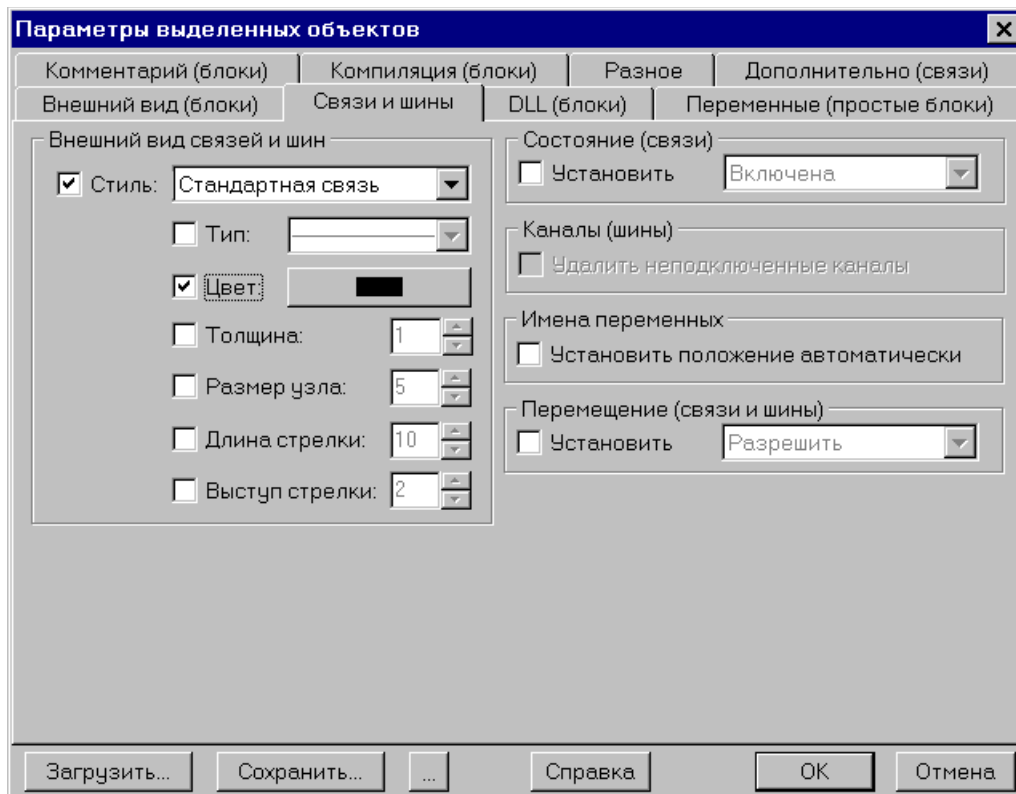 Параметры выделенных объектов
Комментарий (блоки) Компиляция (блоки) Разное Дополнительно (связи)
Внешний вид (блоки) Связи и шины DLL (блоки) Переменные (простые блоки)
Внешний вид связей и шин
Стиль: Стандартная связь
Тип:
Цвет:
Толщина: 1
Размер узла: 5
Длина стрелки: 10
Выступ стрелки: 2
Состояние (связи)
Установить Включена
Каналы (шины)
Удалить неподключенные каналы
Имена переменных
Установить положение автоматически
Перемещение (связи и шины)
Установить Разрешить
Загрузить... Сохранить... ... Справка OK Отмена